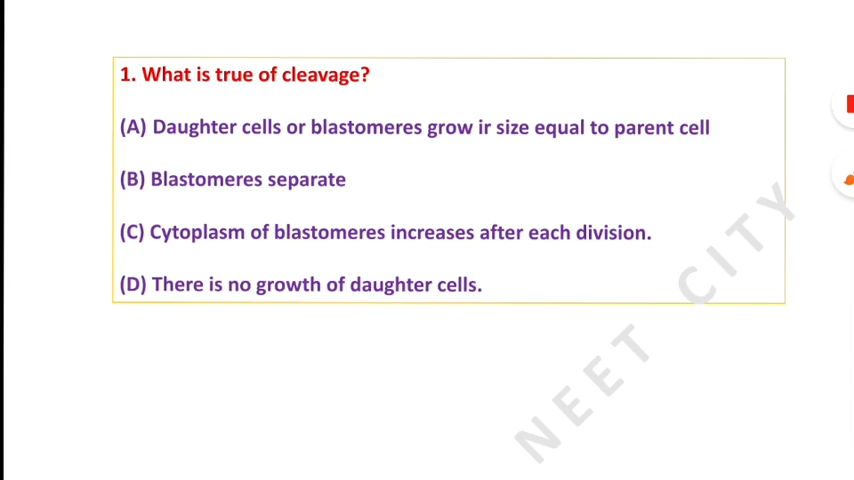 1. What is true of cleavage?
(A) Daughter cells or blastomeres grow ir size equal to parent cell
(B) Blastomeres separate
(C) Cytoplasm of blastomeres increases after each division.
(D) There is no growth of daughter cells.
NEET CITY